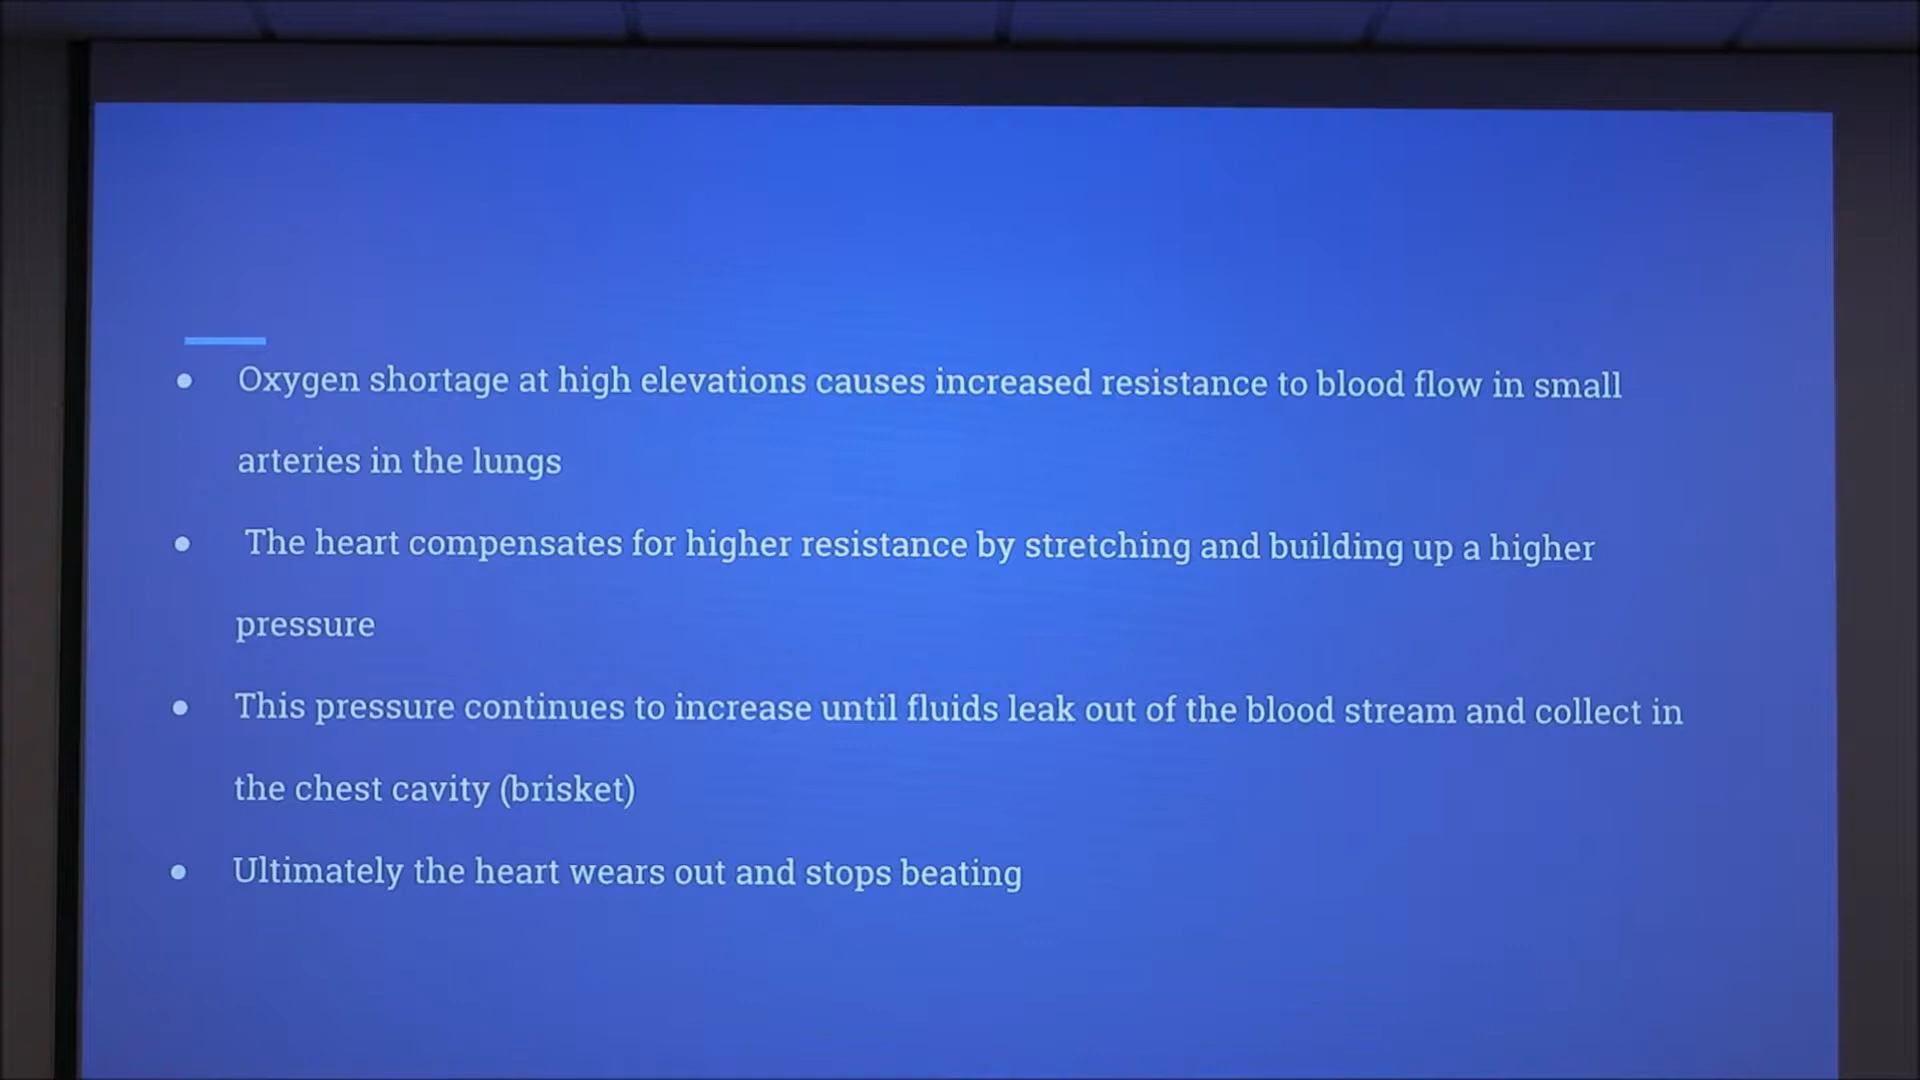 ● Oxygen shortage at high elevations causes increased resistance to blood flow in small
arteries in the lungs
● The heart compensates for higher resistance by stretching and building up a higher
pressure
● This pressure continues to increase until fluids leak out of the blood stream and collect in
the chest cavity (brisket)
● Ultimately the heart wears out and stops beating